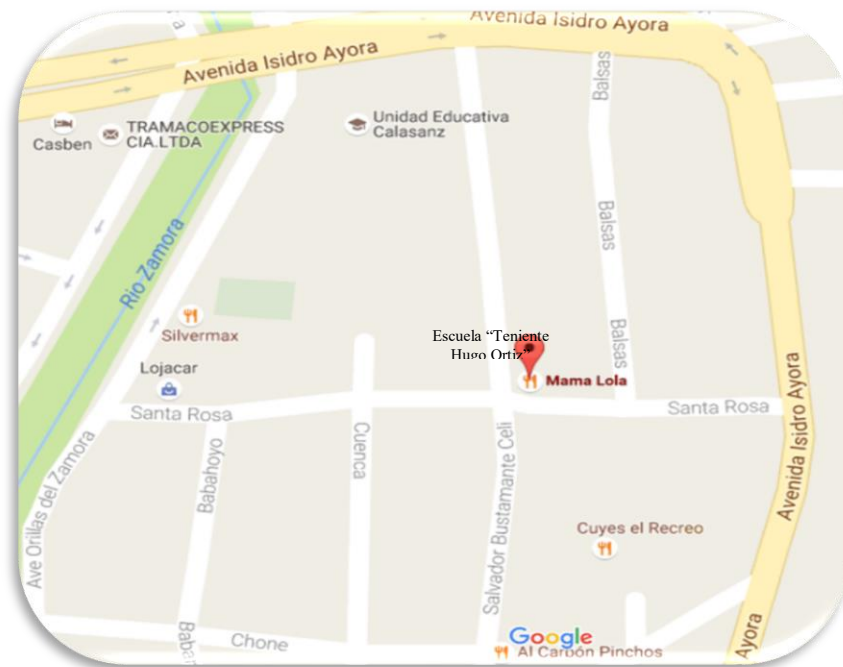 Avenida Isidro Ayora
Avenida Isidro Ayora
Casben
TRAMACOEXPRESS
CIA.LTDA
Unidad Educativa
Calasanz
Balsas
Balsas
Balsas
Rio Zamora
Silvermax
Escuela “Teniente
Hugo Ortiz”
Mama Lola
Lojacar
Santa Rosa
Santa Rosa
Avenida Isidro Ayora
Ave Orillas del Zamora
Babahoyo
Cuenca
Salvador Bustamante Celi
Cuyes el Recreo
Chone
Google
Al Carbón Pinchos
Ayora